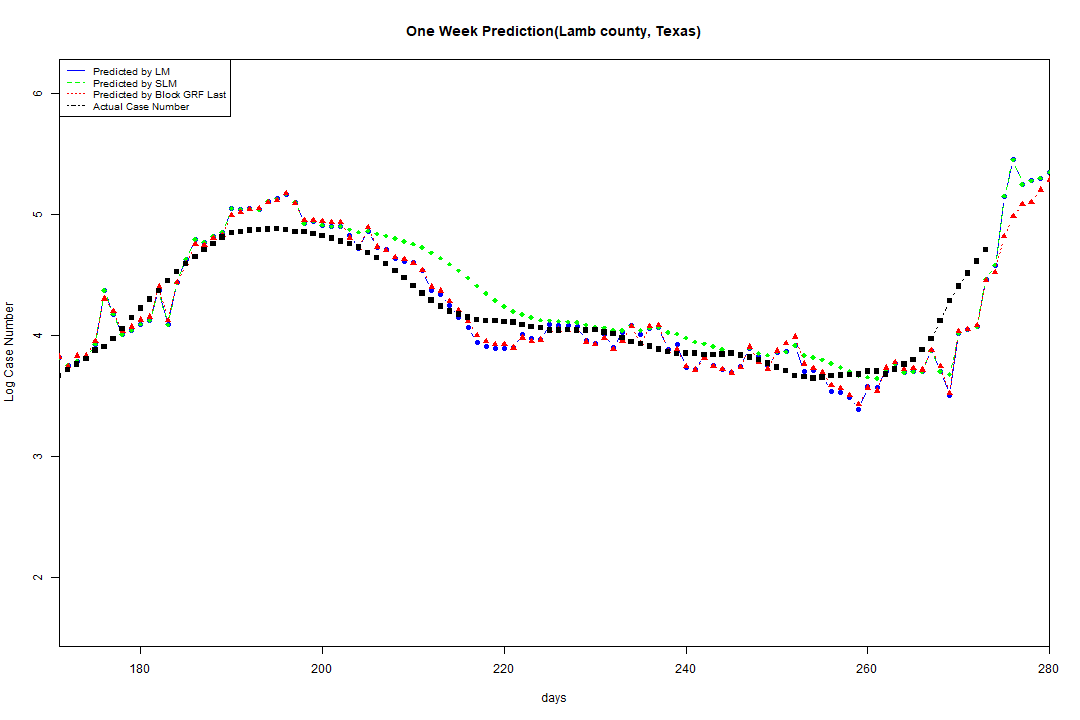 One Week Prediction(Lamb county, Texas)
Predicted by LM
Predicted by SLM
Predicted by Block GRF Last
Actual Case Number
Log Case Number
6
5
4
3
2
180 200 220 240 260 280
days